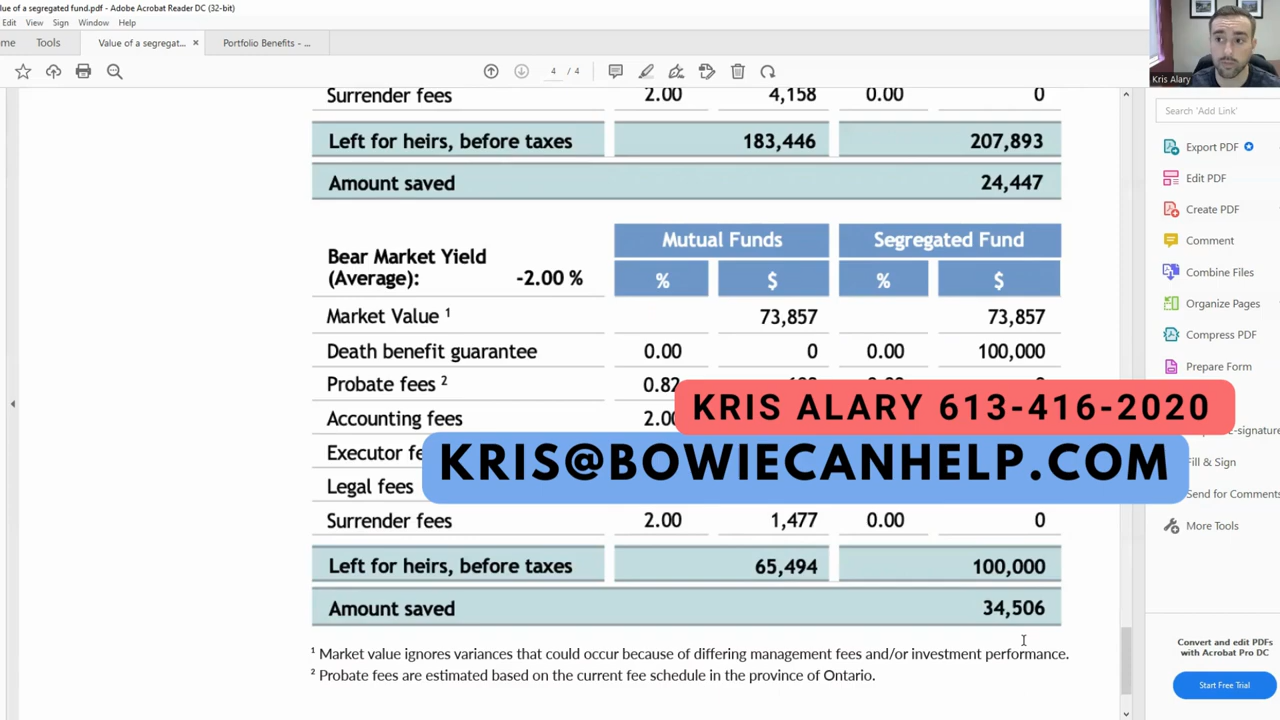 alue of a segregated fund.pdf - Adobe Acrobat Reader DC (32-bit)
Edit View Sign Window Help
Tools Value of a segregat... × Portfolio Benefits - ...
4 / 4
Kris Alary
Search 'Add Link'
Surrender fees 2.00 4,158 0.00 0
Left for heirs, before taxes 183,446 207,893
Amount saved 24,447
Mutual Funds Segregated Fund
Bear Market Yield
(Average): -2.00 % % $ % $
Market Value ¹ 73,857 73,857
Death benefit guarantee 0.00 0 0.00 100,000
Probate fees ² 0.82
Accounting fees 2.00
KRIS ALARY 613-416-2020
Executor fe
KRIS@BOWIECANHELP.COM
Legal fees
Surrender fees 2.00 1,477 0.00 0
Left for heirs, before taxes 65,494 100,000
Amount saved 34,506
¹ Market value ignores variances that could occur because of differing management fees and/or investment performance.
² Probate fees are estimated based on the current fee schedule in the province of Ontario.
Export PDF
Edit PDF
Create PDF
Comment
Combine Files
Organize Pages
Compress PDF
Prepare Form
e-signature
Fill & Sign
Send for Comments
More Tools
Convert and edit PDFs
with Acrobat Pro DC
Start Free Trial